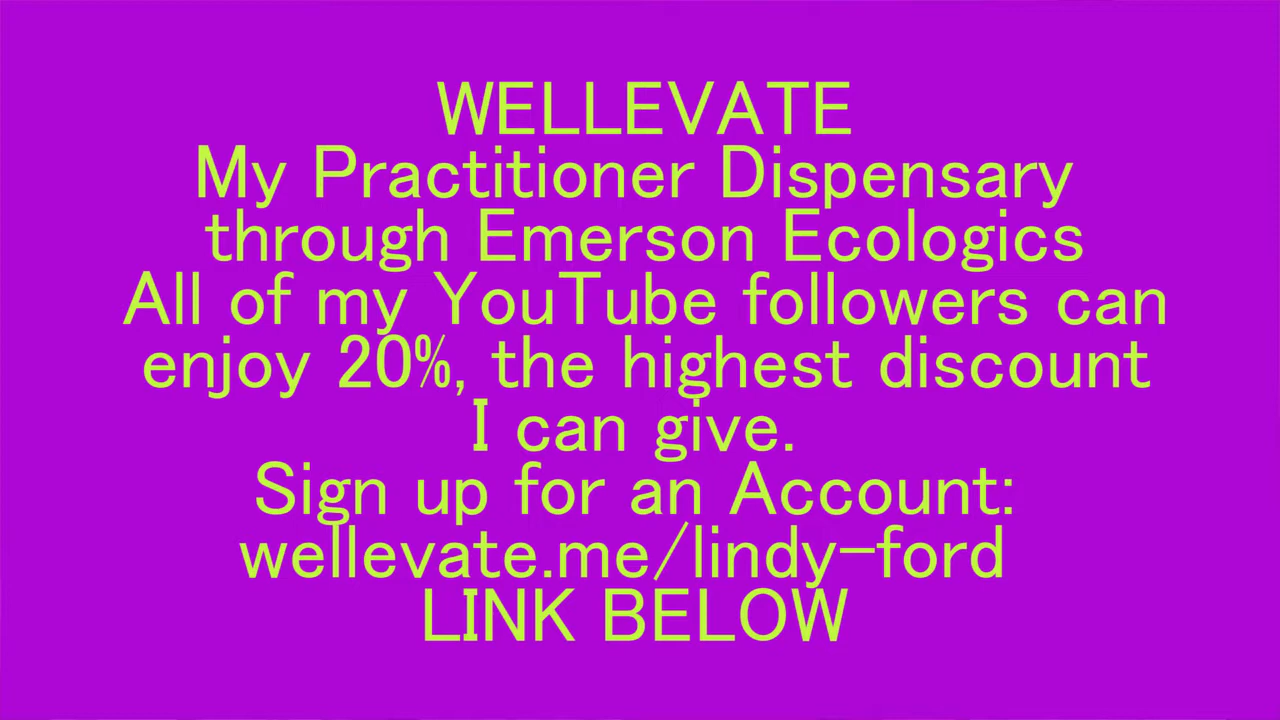 WELLEVATE
My Practitioner Dispensary
through Emerson Ecologics
All of my YouTube followers can
enjoy 20%, the highest discount
I can give.
Sign up for an Account:
wellevate.me/lindy-ford
LINK BELOW